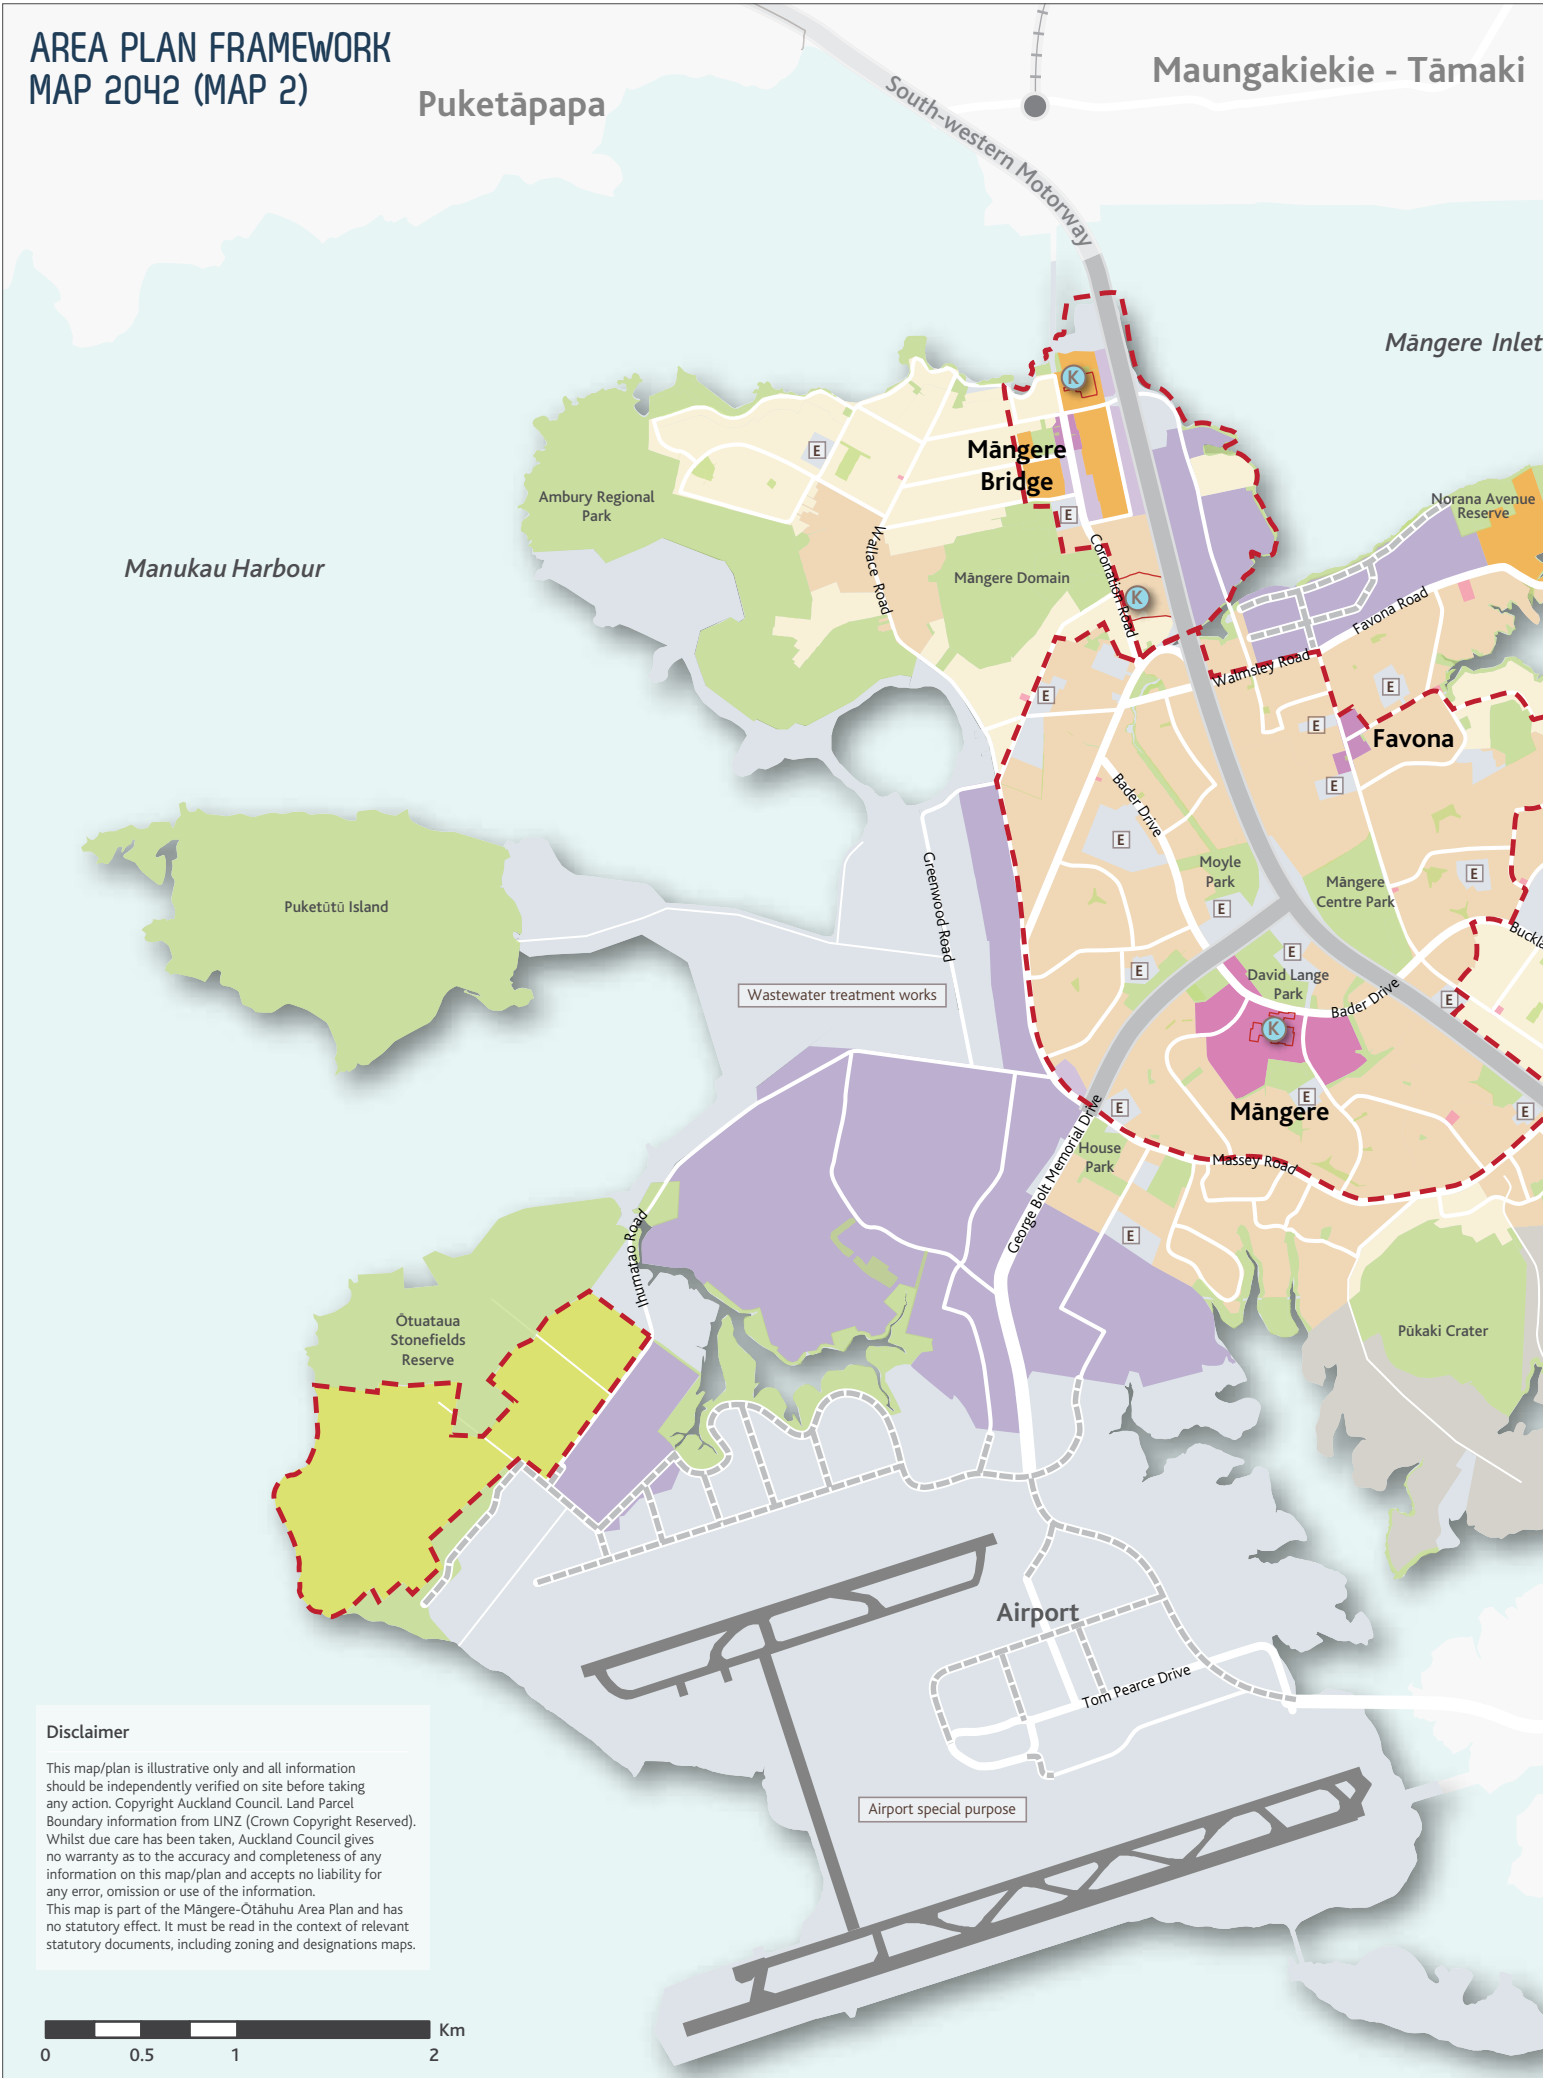 AREA PLAN FRAMEWORK
MAP 2042 (MAP 2)
Puketāpapa
Maungakiekie - Tāmaki
South-western Motorway
Māngere Inlet
K
Māngere
Bridge
E
E
Ambury Regional
Park
Norana Avenue
Reserve
Manukau Harbour
Wallace Road
Māngere Domain
Coronation Road
K
Favona Road
Walmsley Road
E
E
E
Favona
E
Bader Drive
E
Moyle
Park
Māngere
Centre Park
E
E
Puketūtū Island
Greenwood Road
Buckla
E
E
David Lange
Park
Bader Drive
E
Wastewater treatment works
K
E
E
E
Māngere
George Bolt Memorial Drive
House
Park
Massey Road
E
Ihumatao Road
Ōtuataua
Stonefields
Reserve
Pūkaki Crater
Airport
Tom Pearce Drive
Airport special purpose
Disclaimer
This map/plan is illustrative only and all information
should be independently verified on site before taking
any action. Copyright Auckland Council. Land Parcel
Boundary information from LINZ (Crown Copyright Reserved).
Whilst due care has been taken, Auckland Council gives
no warranty as to the accuracy and completeness of any
information on this map/plan and accepts no liability for
any error, omission or use of the information.
This map is part of the Māngere-Ōtāhuhu Area Plan and has
no statutory effect. It must be read in the context of relevant
statutory documents, including zoning and designations maps.
Km
0 0.5 1 2